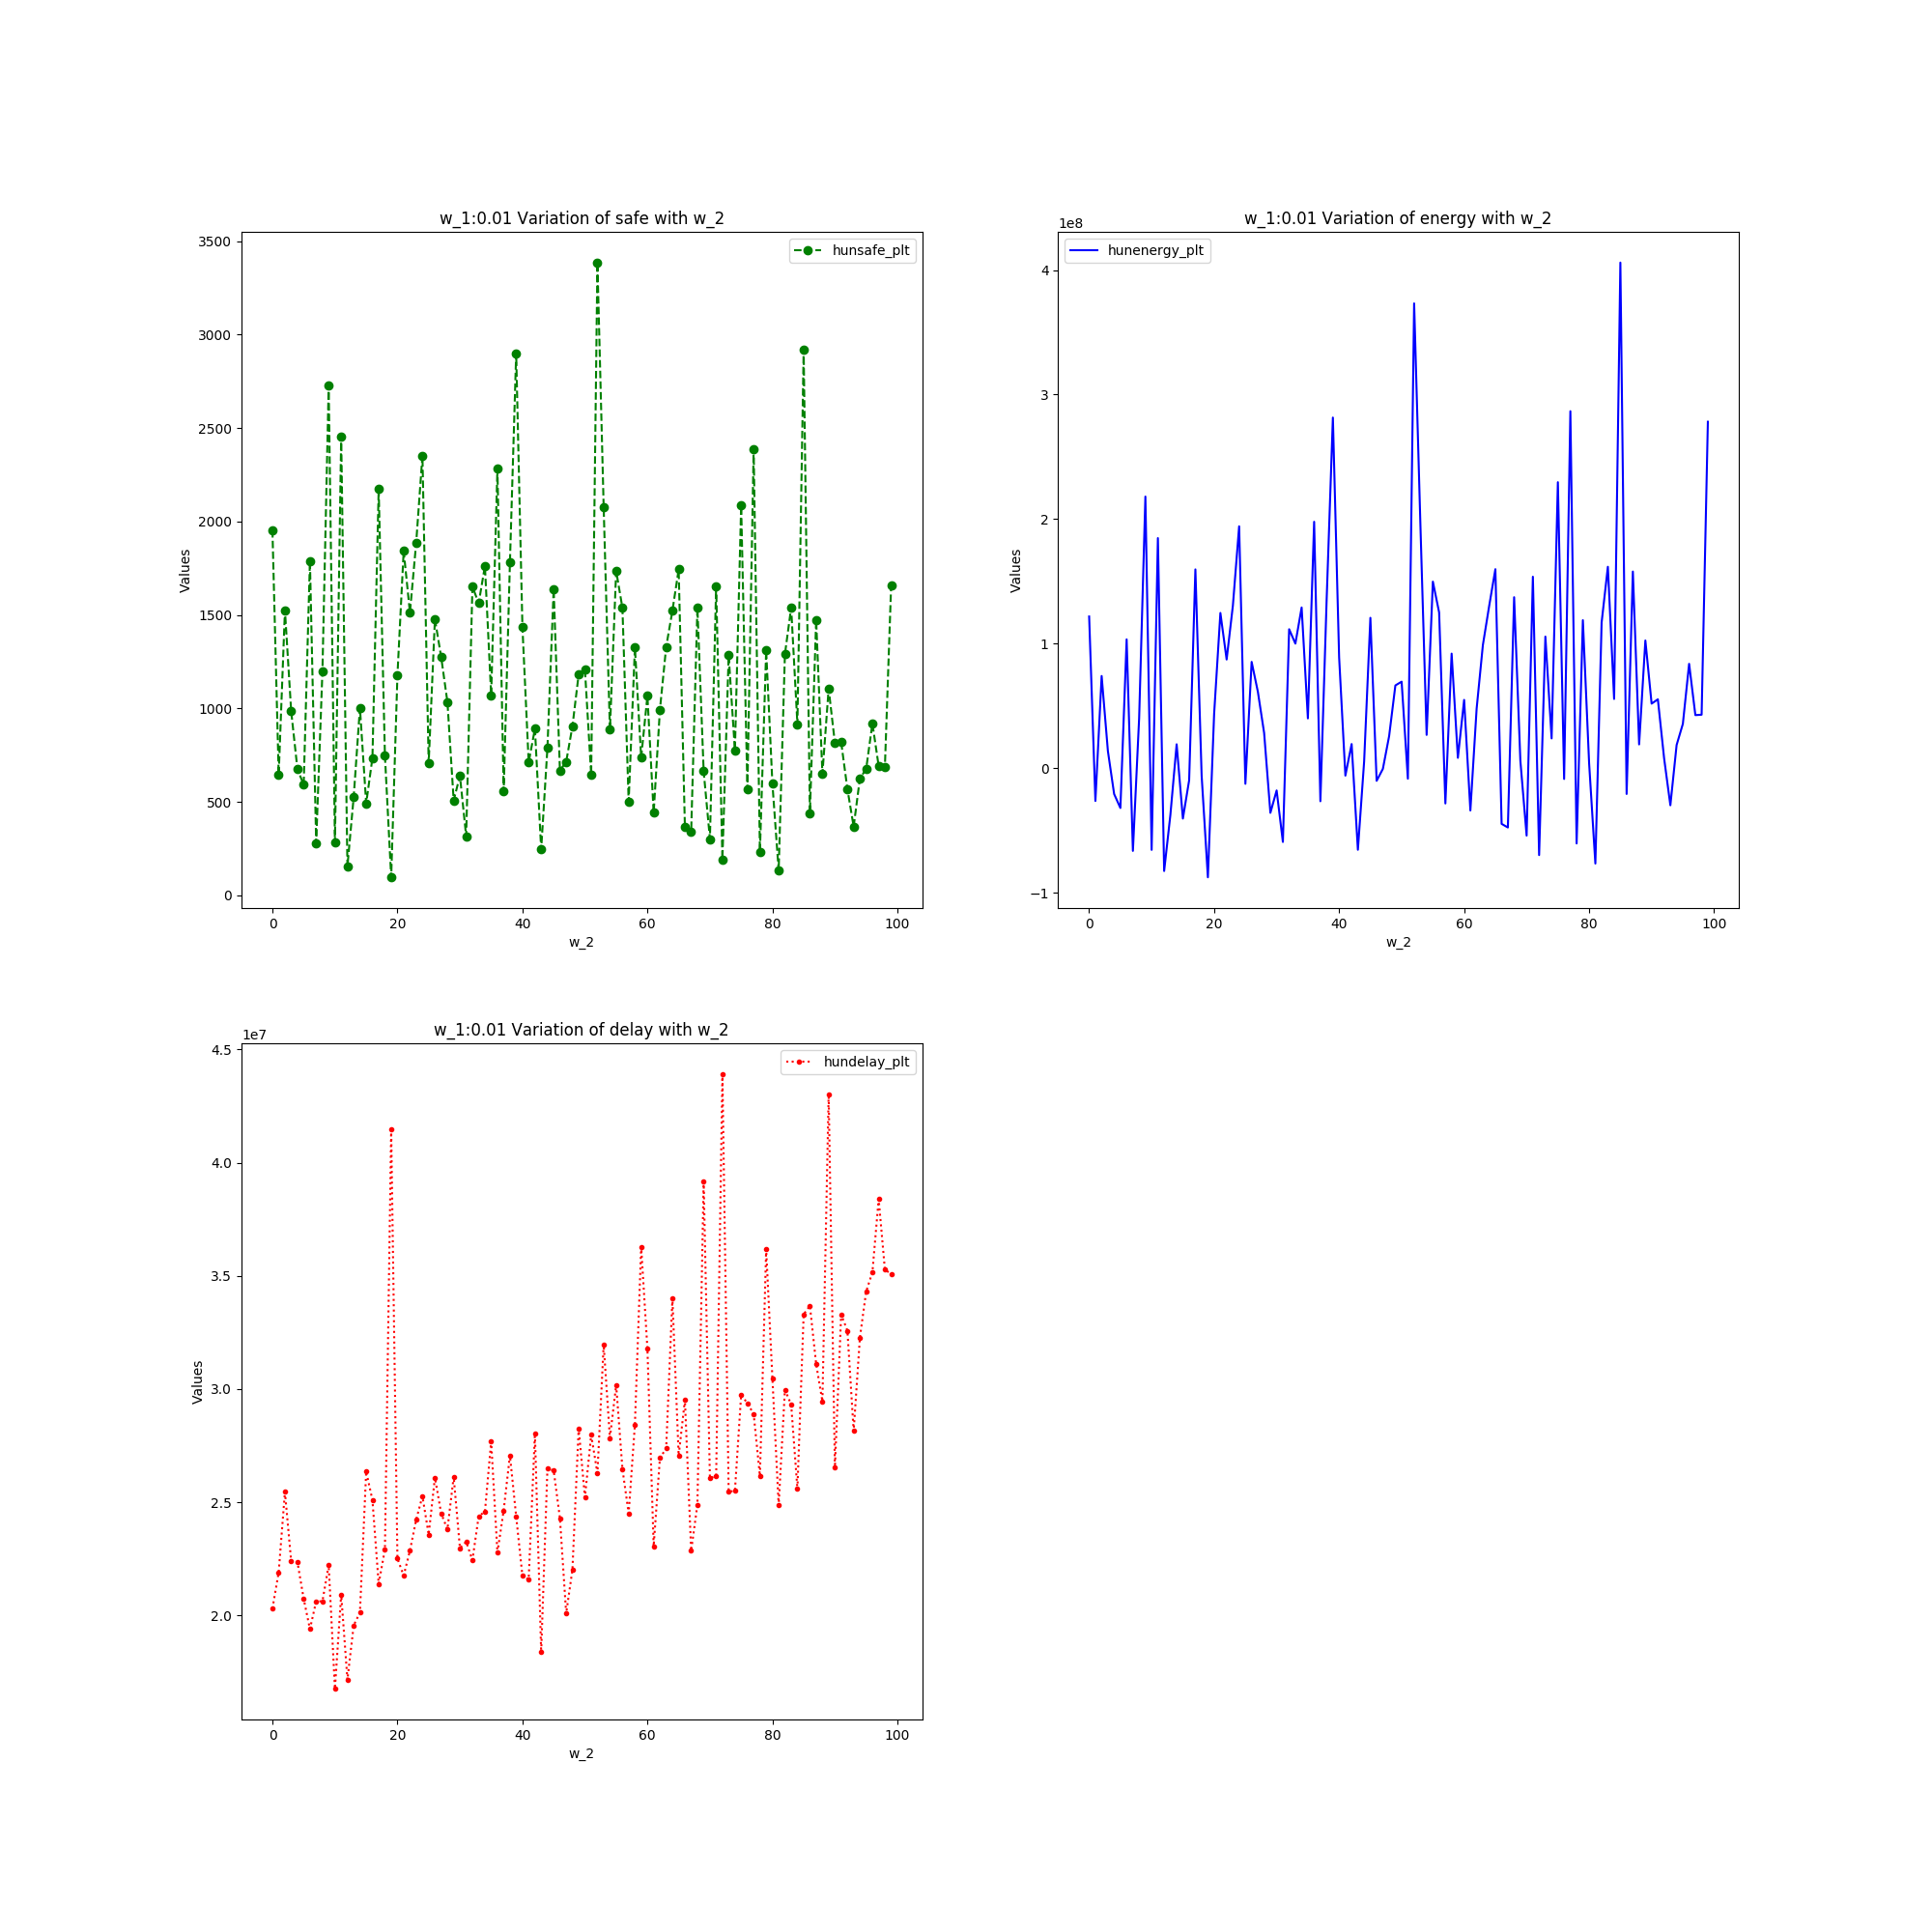 w_1:0.01 Variation of safe with w_2
hunsafe_plt
3500
3000
2500
2000
1500
1000
500
0
Values
0 20 40 60 80 100
w_2
w_1:0.01 Variation of energy with w_2
1e8
hunenergy_plt
4
3
2
1
0
−1
Values
0 20 40 60 80 100
w_2
w_1:0.01 Variation of delay with w_2
1e7
hundelay_plt
4.5
4.0
3.5
3.0
2.5
2.0
Values
0 20 40 60 80 100
w_2